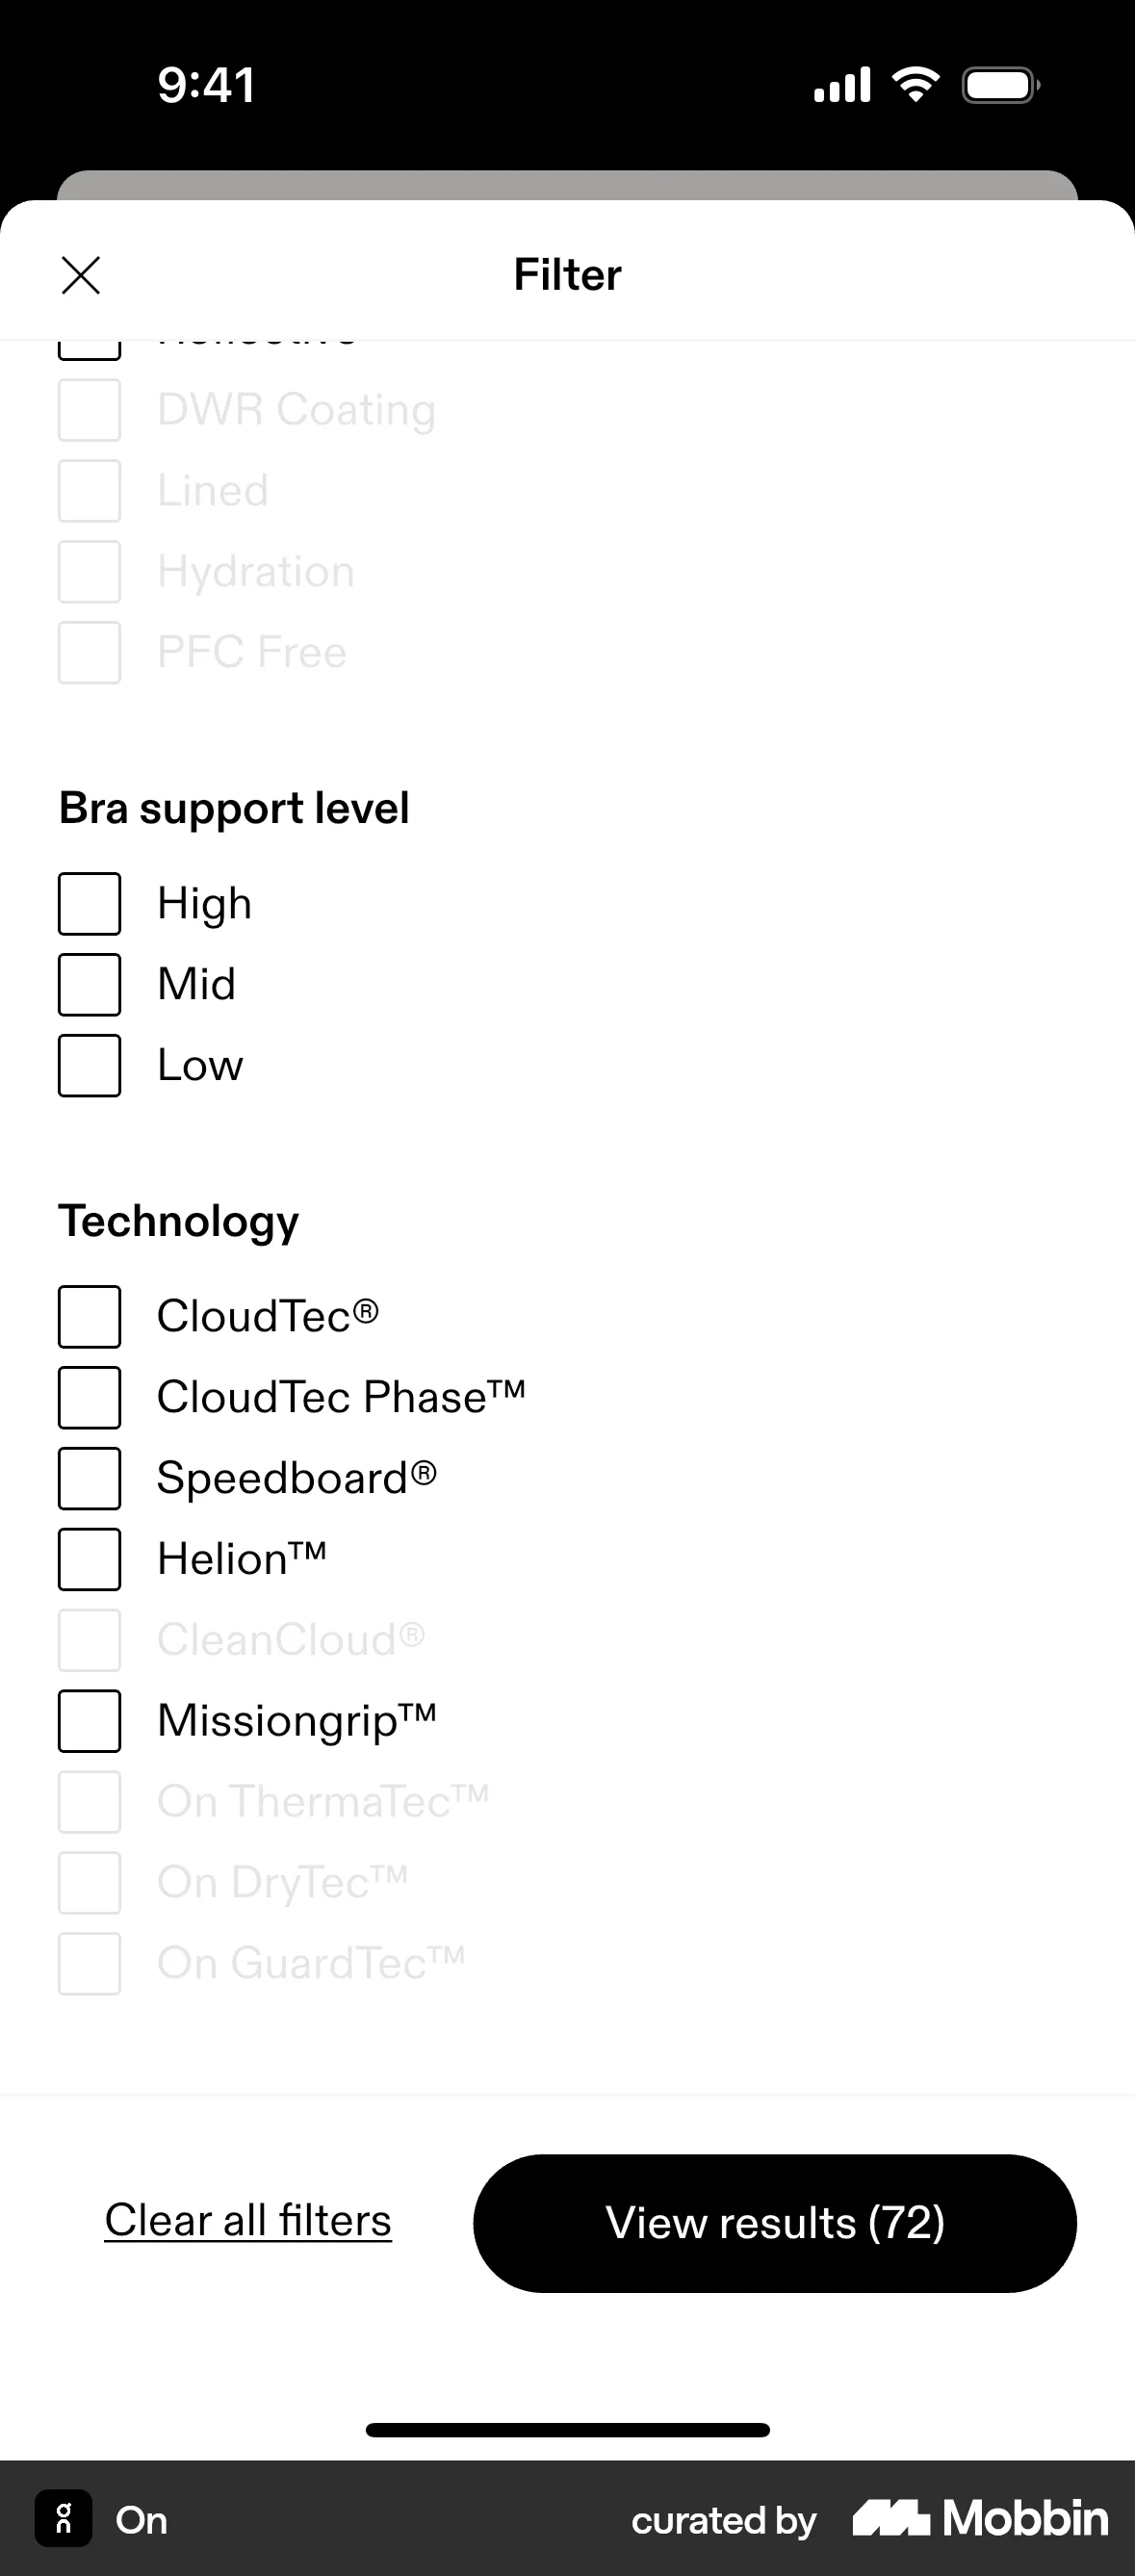 9:41
Filter
Reflective
DWR Coating
Lined
Hydration
PFC Free
Bra support level
High
Mid
Low
Technology
CloudTec®
CloudTec Phase™
Speedboard®
Helion™
CleanCloud®
Missiongrip™
On ThermaTec™
On DryTec™
On GuardTec™
Clear all filters
View results (72)
On
curated by Mobbin